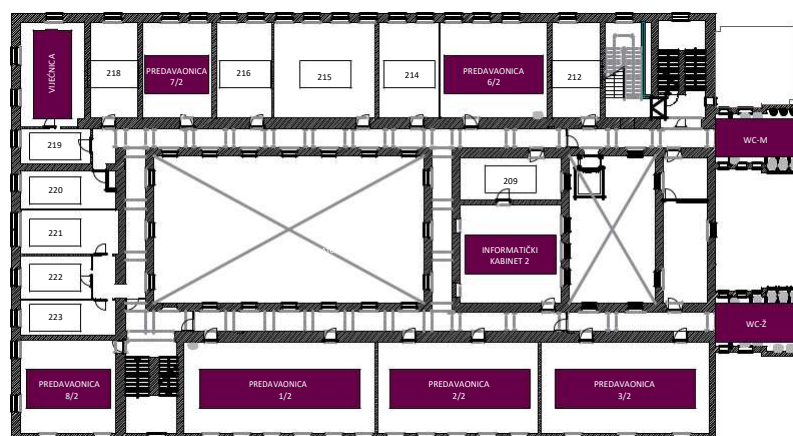 VIJEĆNICA
218
PREDAVAONICA
7/2
216
215
214
PREDAVAONICA
6/2
212
219
WC-M
220
209
221
INFORMATIČKI
KABINET 2
222
223
WC-Ž
PREDAVAONICA
8/2
PREDAVAONICA
1/2
PREDAVAONICA
2/2
PREDAVAONICA
3/2